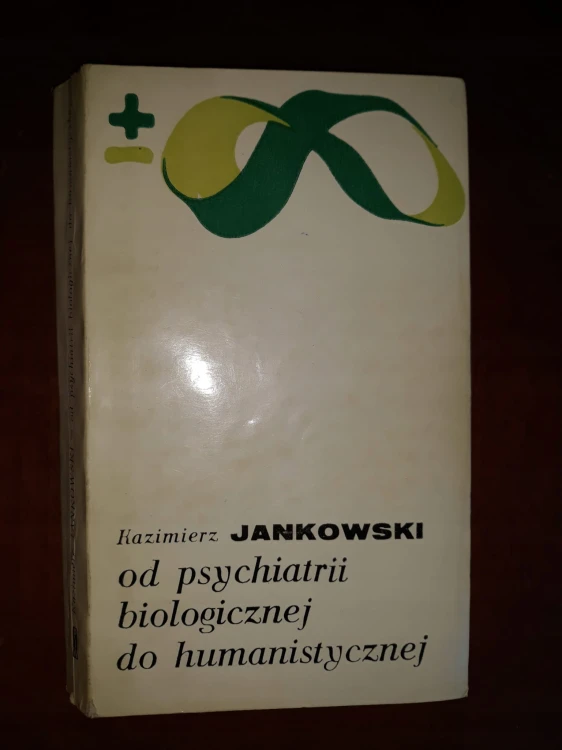 ±
Kazimierz JANKOWSKI
od psychiatrii
biologicznej
do humanistycznej